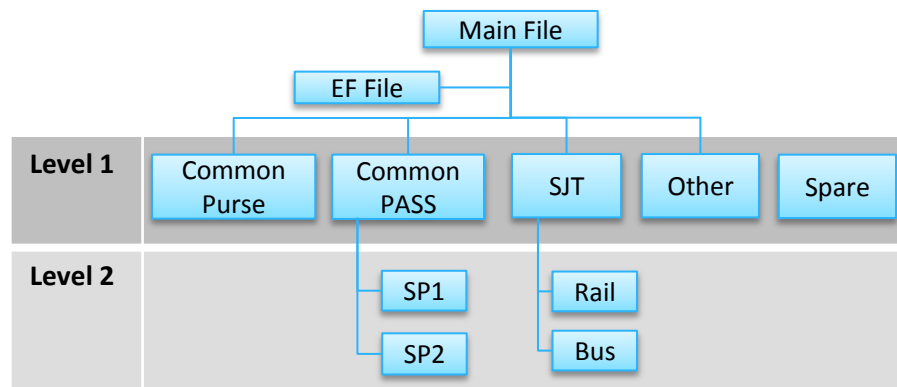 Main File
EF File
Level 1
Common
Purse
Common
PASS
SJT
Other
Spare
Level 2
SP1
Rail
SP2
Bus